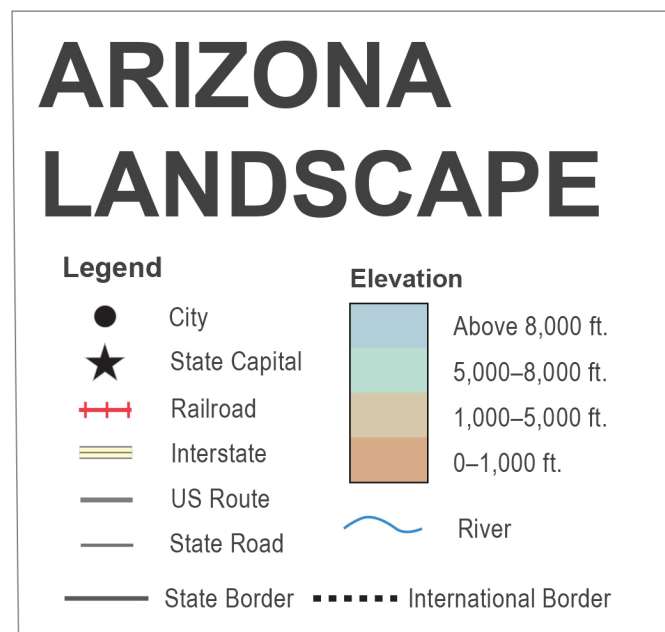 ARIZONA
LANDSCAPE
Legend
Elevation
City
Above 8,000 ft.
State Capital
5,000–8,000 ft.
Railroad
1,000–5,000 ft.
Interstate
0–1,000 ft.
US Route
River
State Road
State Border
International Border